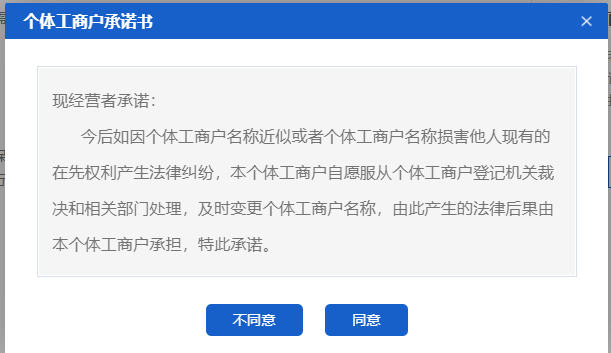 个体工商户承诺书
现经营者承诺：
今后如因个体工商户名称近似或者个体工商户名称损害他人现有的
在先权利产生法律纠纷，本个体工商户自愿服从个体工商户登记机关裁
决和相关部门处理，及时变更个体工商户名称，由此产生的法律后果由
本个体工商户承担，特此承诺。
不同意
同意